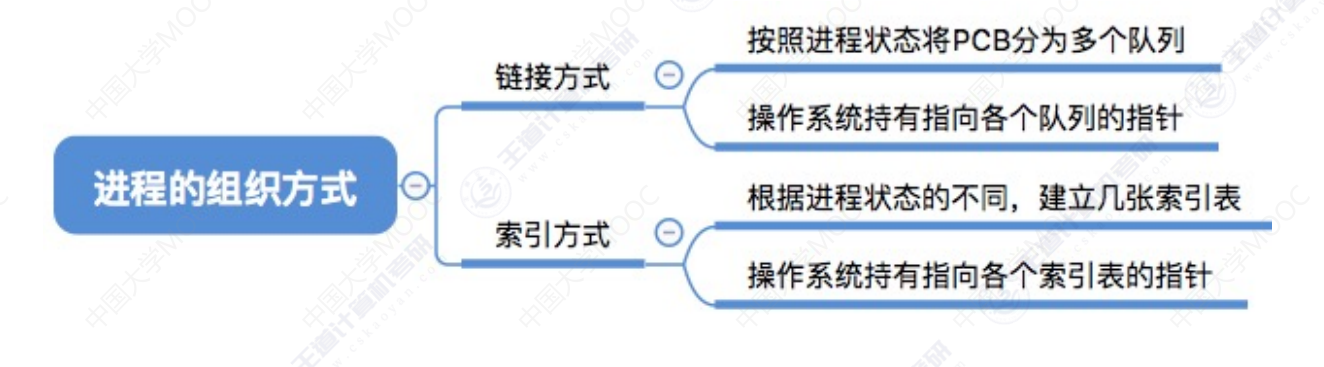 进程的组织方式
链接方式
按照进程状态将PCB分为多个队列
操作系统持有指向各个队列的指针
索引方式
根据进程状态的不同，建立几张索引表
操作系统持有指向各个索引表的指针
中国大学MOOC
王道计算机考研
www.cskaoyan.com